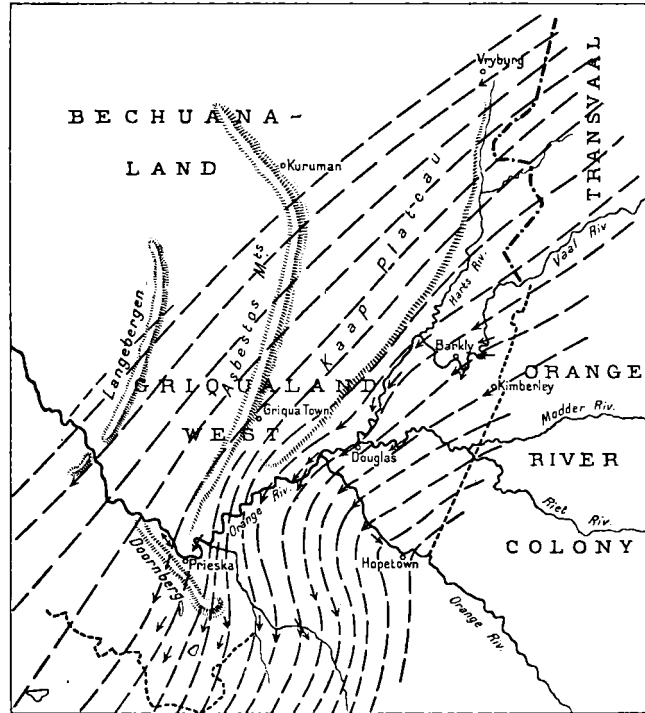 Vryburg
BECHUANA-
LAND
TRANSVAAL
Kuruman
Kaap Plateau
Harts Riv.
Vaal Riv
Langebergen
Asbestos Mts
Barkly
GRIQUALAND
WEST
Griqua Town
Kimberley
ORANGE
Modder Riv.
Douglas
RIVER
Orange Riv.
Riet
Riv.
COLONY
Prieska
Doornberg
Hopetown
Orange Riv.